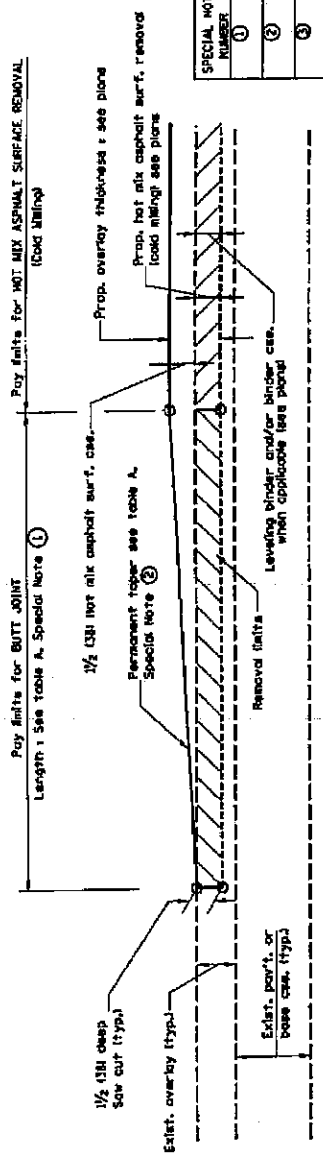 Pay limits for BUTT JOINT
Length : See table A. Special Note ①
Pay limits for HOT MIX ASPHALT SURFACE REMOVAL
(Cold Milling)
1½ (38) Hot mix asphalt surf. cse.
Prop. overlay thickness : see plans
Permanent taper see table A.
Special Note ②
Prop. hot mix asphalt surf. removal
(cold milling) see plans
1½ (38) deep
Saw cut (typ.)
Exist. overlay (typ.)
Removal limits
Leveling binder and/or binder cse.
when applicable (see plans)
Exist. pav't. or
base cse. (typ.)
SPECIAL NOT
NUMBER
①
②
③